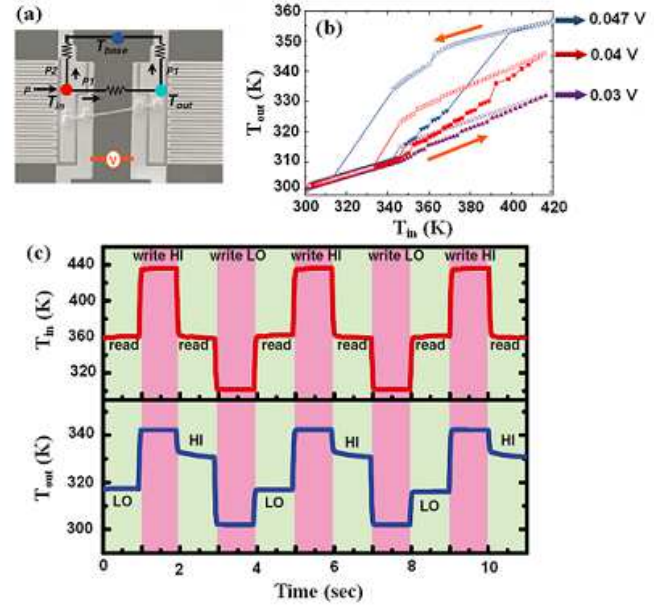 (a)
T_base
P2
P1
P1
P
T_in
T_out
V
(b)
360
350
340
330
320
310
300
T_out (K)
300 320 340 360 380 400 420
T_in (K)
0.047 V
0.04 V
0.03 V
(c)
write HI write LO write HI write LO write HI
440
400
360
300
T_in (K)
read read read read read
340
320
300
T_out (K)
LO HI LO HI LO HI
0 2 4 6 8 10
Time (sec)